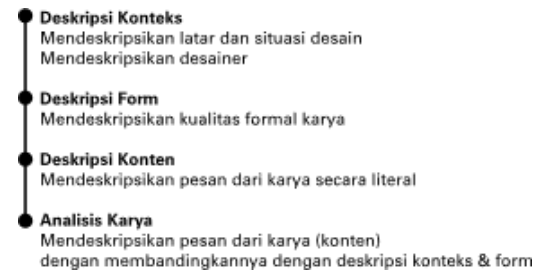 Deskripsi Konteks
Mendeskripsikan latar dan situasi desain
Mendeskripsikan desainer
Deskripsi Form
Mendeskripsikan kualitas formal karya
Deskripsi Konten
Mendeskripsikan pesan dari karya secara literal
Analisis Karya
Mendeskripsikan pesan dari karya (konten)
dengan membandingkannya dengan deskripsi konteks & form